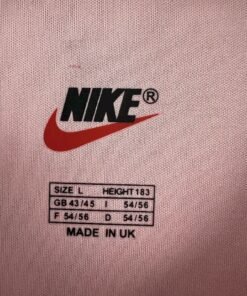 NIKE®
SIZE L HEIGHT 183
GB 43/45 I 54/56
F 54/56 D 54/56
MADE IN UK